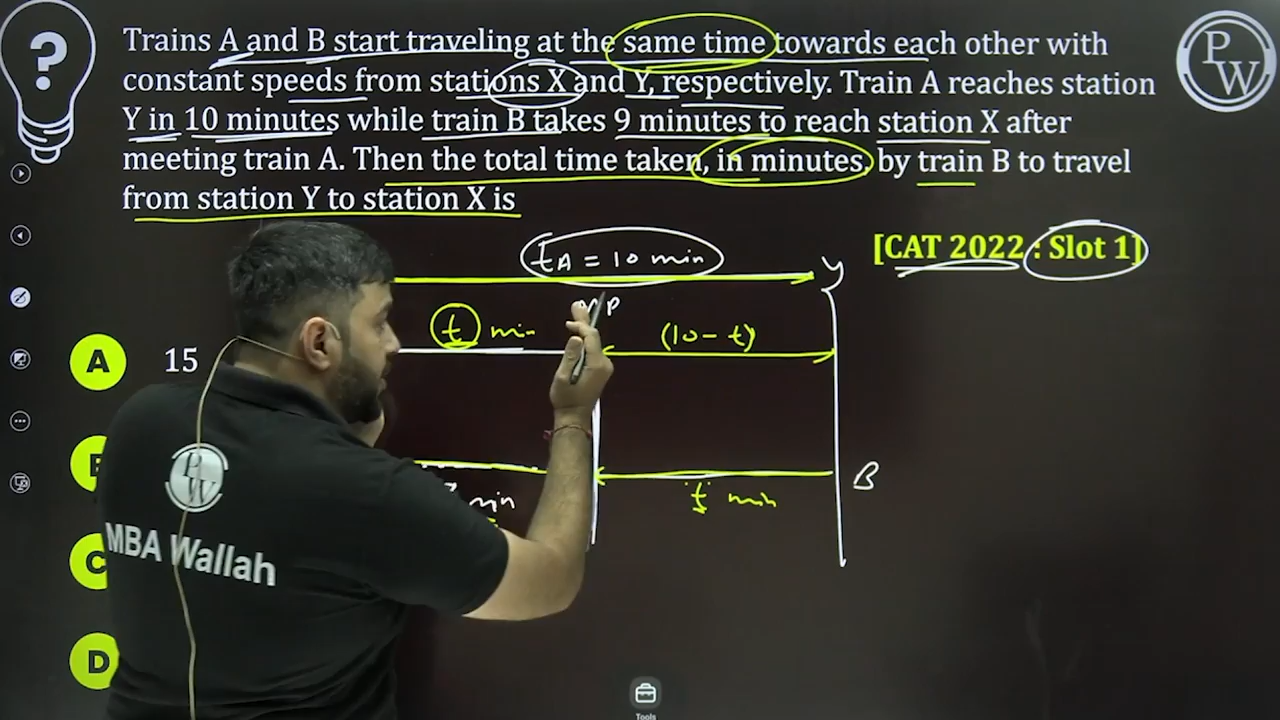 Trains A and B start traveling at the same time towards each other with
constant speeds from stations X and Y, respectively. Train A reaches station
Y in 10 minutes while train B takes 9 minutes to reach station X after
meeting train A. Then the total time taken, in minutes, by train B to travel
from station Y to station X is
P
W
[CAT 2022 : Slot 1]
tA = 10 min
Y
P
t min
(10 - t)
A
15
B
min
t min
B
C
D
PW
MBA Wallah
Tools